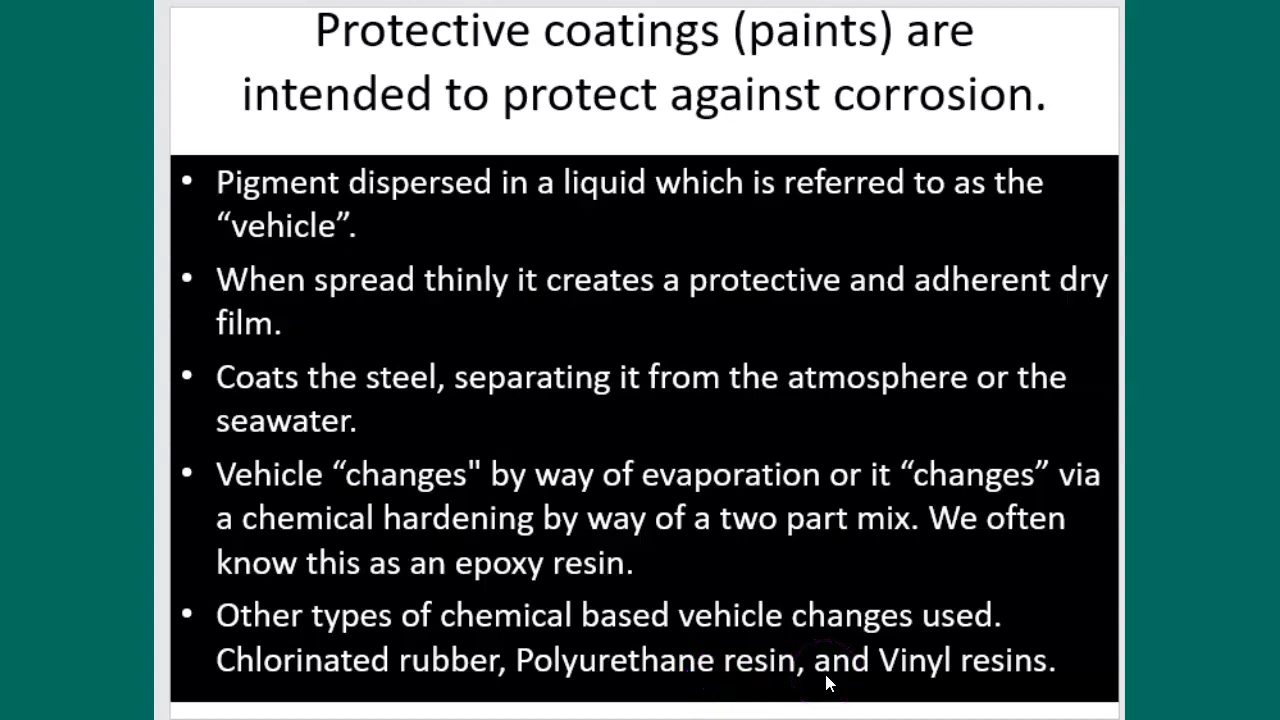 Protective coatings (paints) are
intended to protect against corrosion.
• Pigment dispersed in a liquid which is referred to as the
“vehicle”.
• When spread thinly it creates a protective and adherent dry
film.
• Coats the steel, separating it from the atmosphere or the
seawater.
• Vehicle “changes" by way of evaporation or it “changes” via
a chemical hardening by way of a two part mix. We often
know this as an epoxy resin.
• Other types of chemical based vehicle changes used.
Chlorinated rubber, Polyurethane resin, and Vinyl resins.